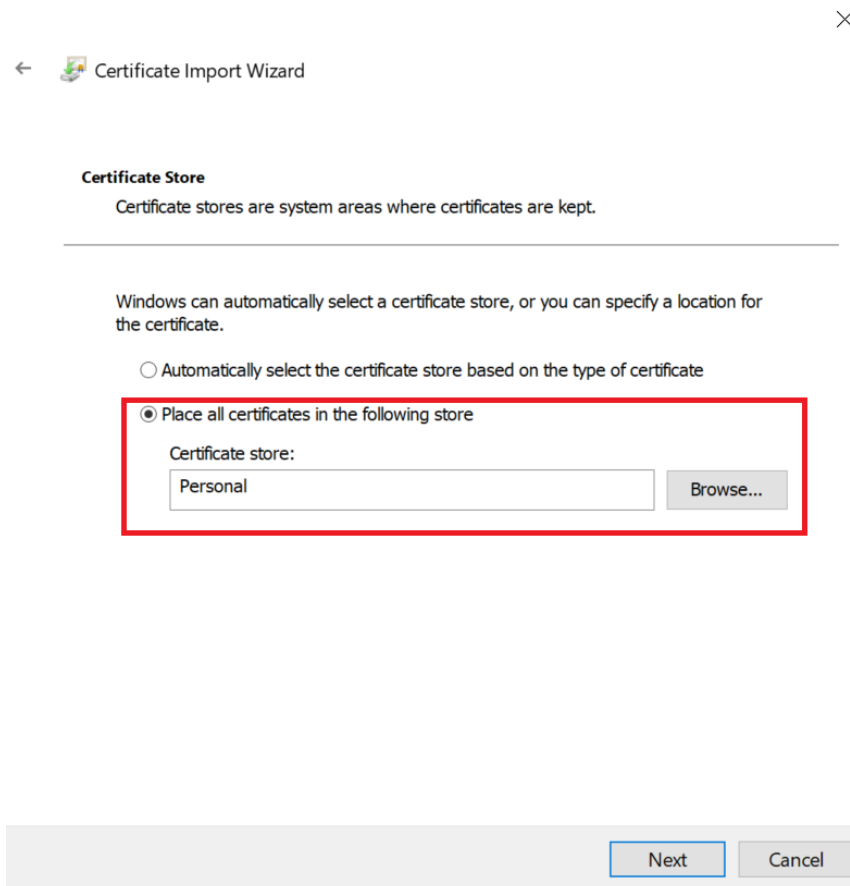 Certificate Import Wizard
Certificate Store
Certificate stores are system areas where certificates are kept.
Windows can automatically select a certificate store, or you can specify a location for
the certificate.
Automatically select the certificate store based on the type of certificate
Place all certificates in the following store
Certificate store:
Personal
Browse...
Next
Cancel